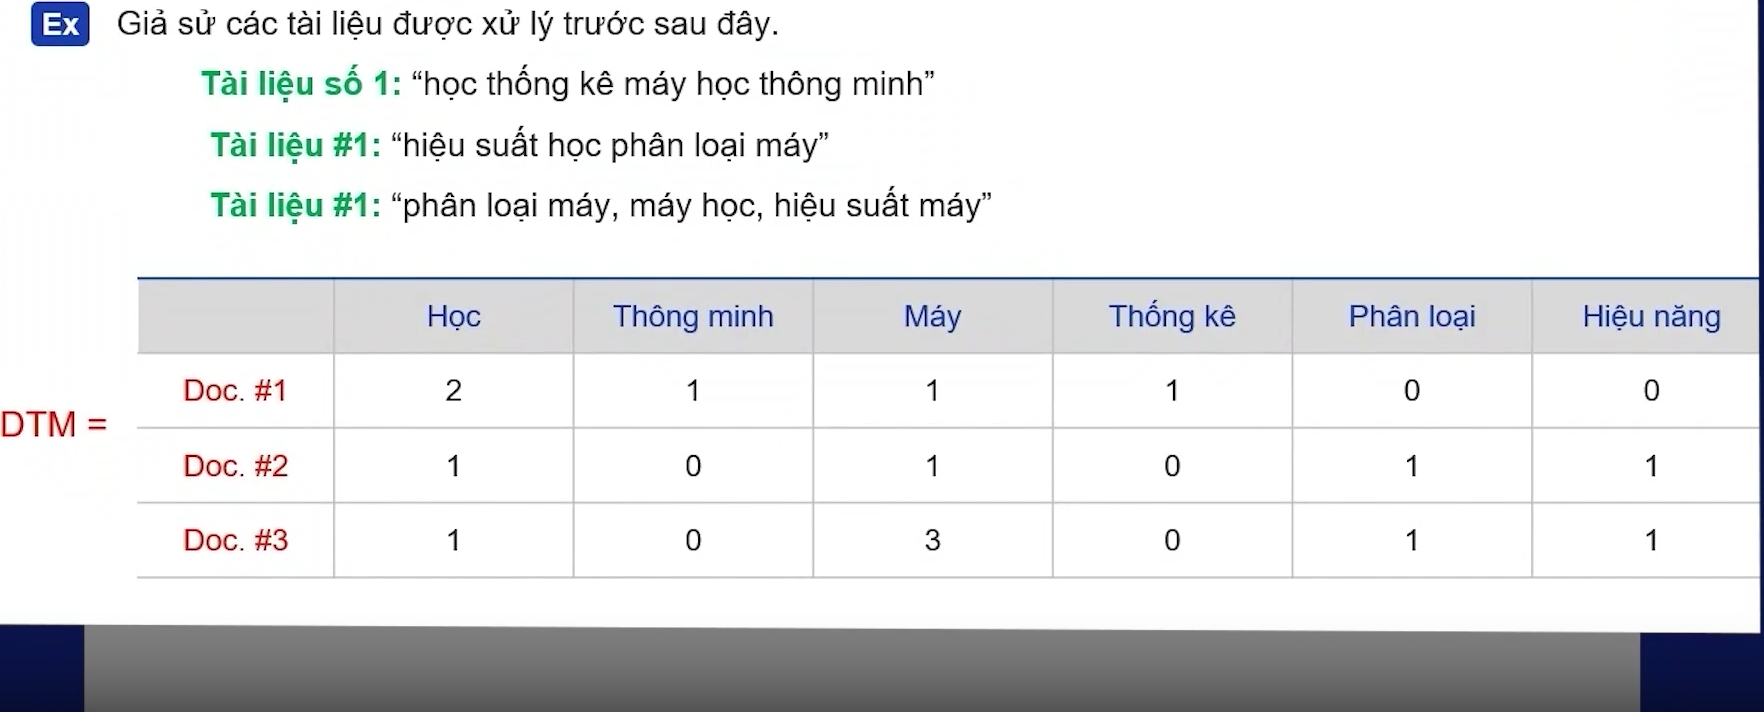 Ex Giả sử các tài liệu được xử lý trước sau đây.
Tài liệu số 1: “học thống kê máy học thông minh”
Tài liệu #1: “hiệu suất học phân loại máy”
Tài liệu #1: “phân loại máy, máy học, hiệu suất máy”
Học Thông minh Máy Thống kê Phân loại Hiệu năng
Doc. #1 2 1 1 1 0 0
DTM =
Doc. #2 1 0 1 0 1 1
Doc. #3 1 0 3 0 1 1